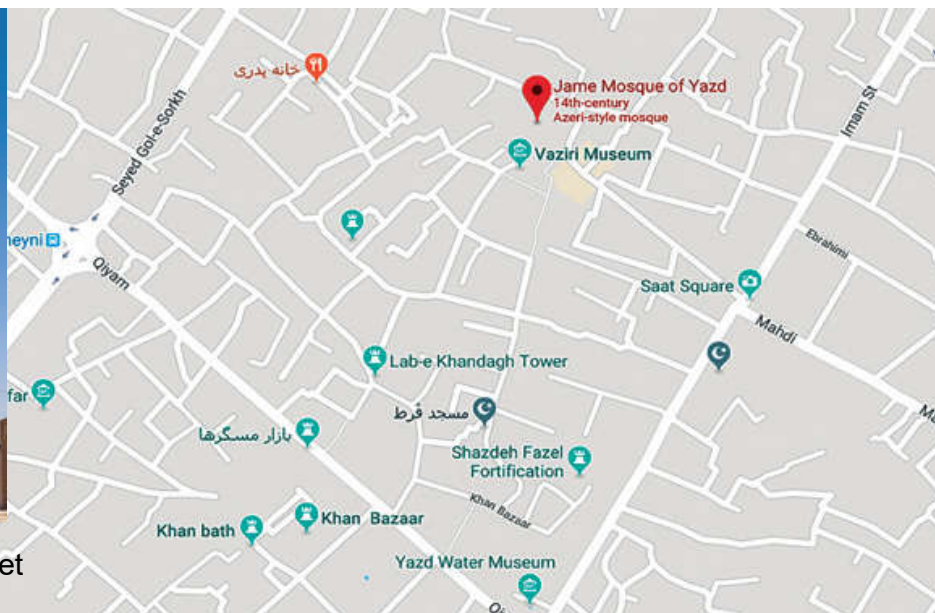 خانه پدری
Jame Mosque of Yazd
14th-century
Azeri-style mosque
Imam St
Seyed Gol-e-Sorkh
Vaziri Museum
Ebrahimi
Qiyam
Saat Square
Mahdi
Lab-e Khandagh Tower
مسجد فرط
بازار مسگرها
Shazdeh Fazel
Fortification
Khan Bazaar
Khan bath
Khan Bazaar
Yazd Water Museum